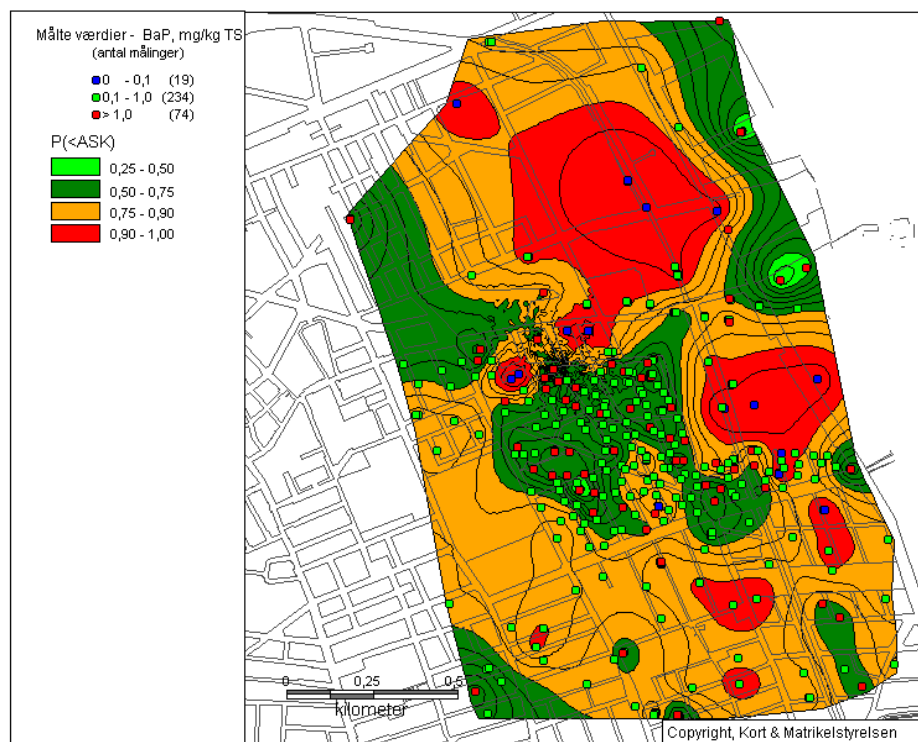 Målte værdier - BaP, mg/kg TS
(antal målinger)
0 - 0,1 (19)
0,1 - 1,0 (234)
> 1,0 (74)
P(<ASK)
0,25 - 0,50
0,50 - 0,75
0,75 - 0,90
0,90 - 1,00
0 0,25 0,5
kilometer
Copyright, Kort & Matrikelstyrelsen